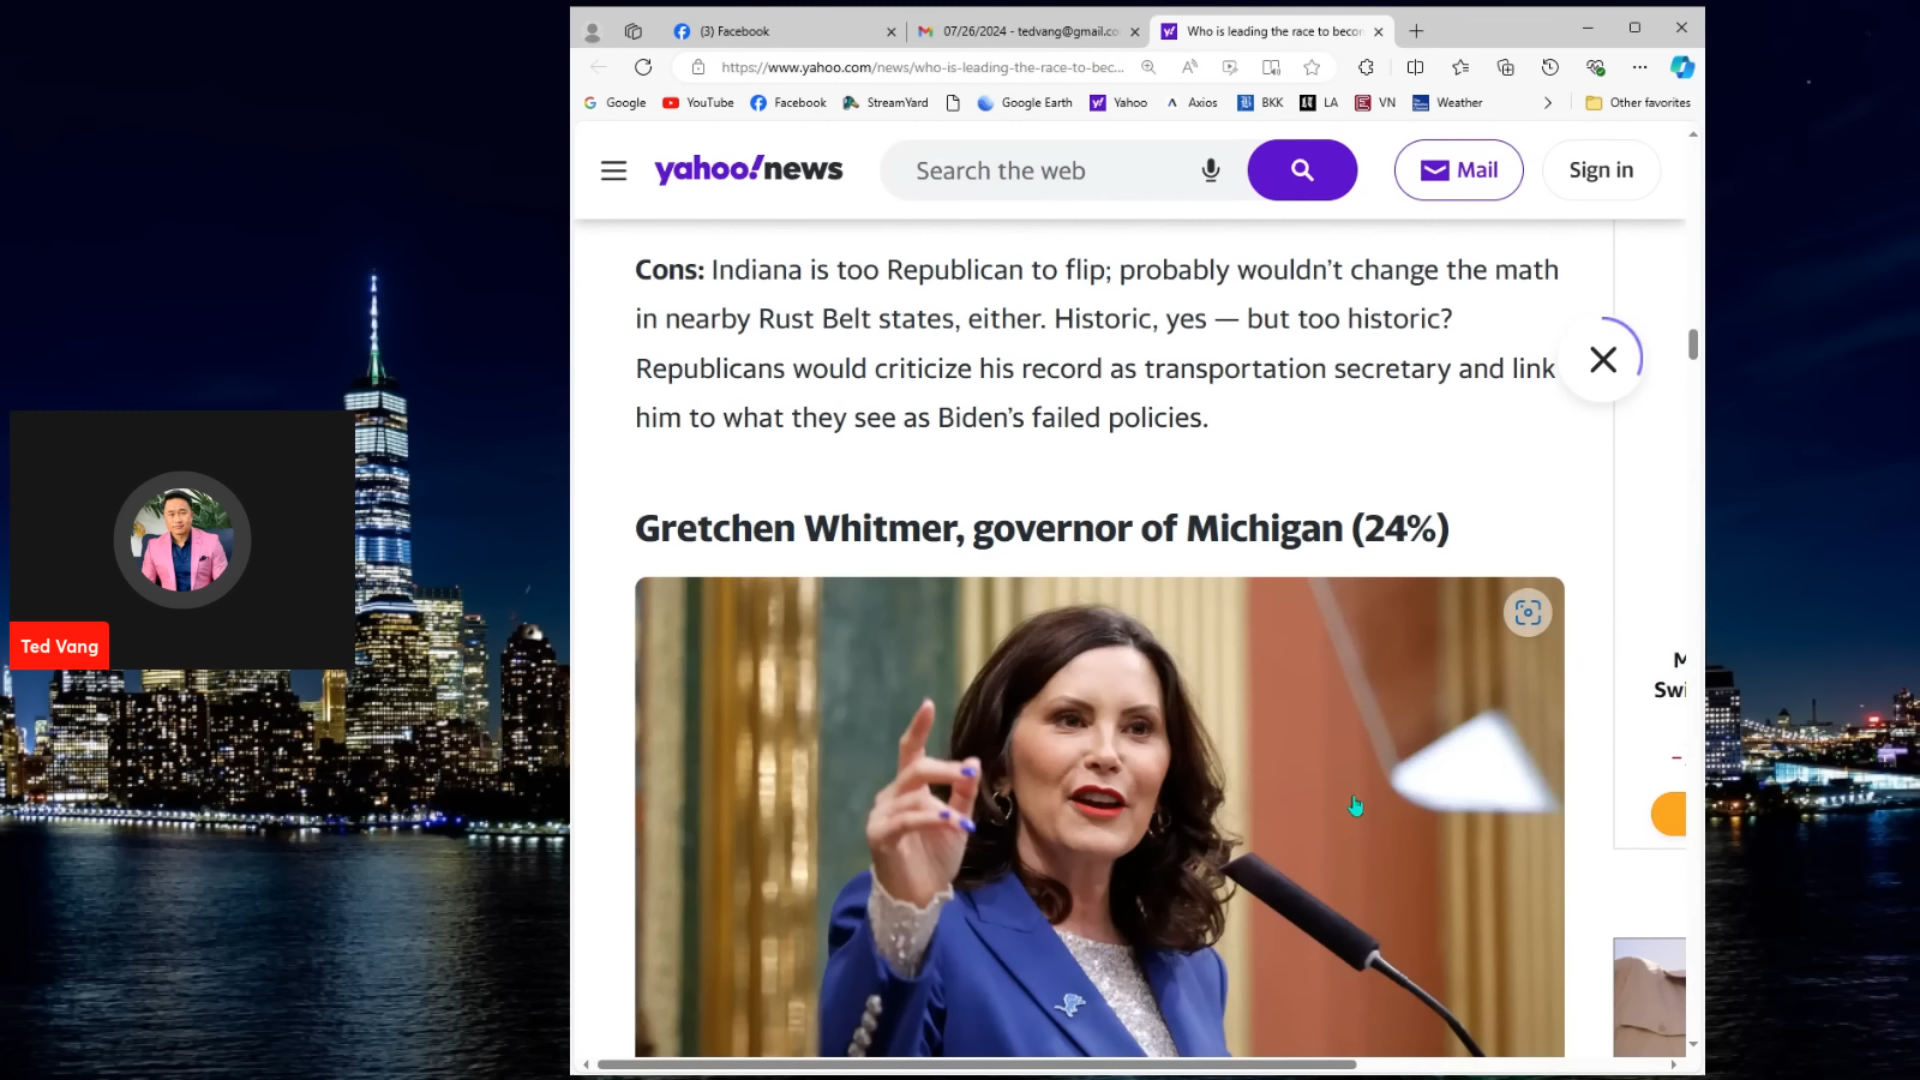 (3) Facebook
07/26/2024 - tedvang@gmail.co
Who is leading the race to becor
https://www.yahoo.com/news/who-is-leading-the-race-to-bec...
Google
YouTube
Facebook
StreamYard
Google Earth
Yahoo
Axios
BKK
LA
VN
Weather
Other favorites
yahoo!news
Search the web
Mail
Sign in
Cons: Indiana is too Republican to flip; probably wouldn’t change the math
in nearby Rust Belt states, either. Historic, yes — but too historic?
Republicans would criticize his record as transportation secretary and link
him to what they see as Biden’s failed policies.
Gretchen Whitmer, governor of Michigan (24%)
Ted Vang
M
Swi